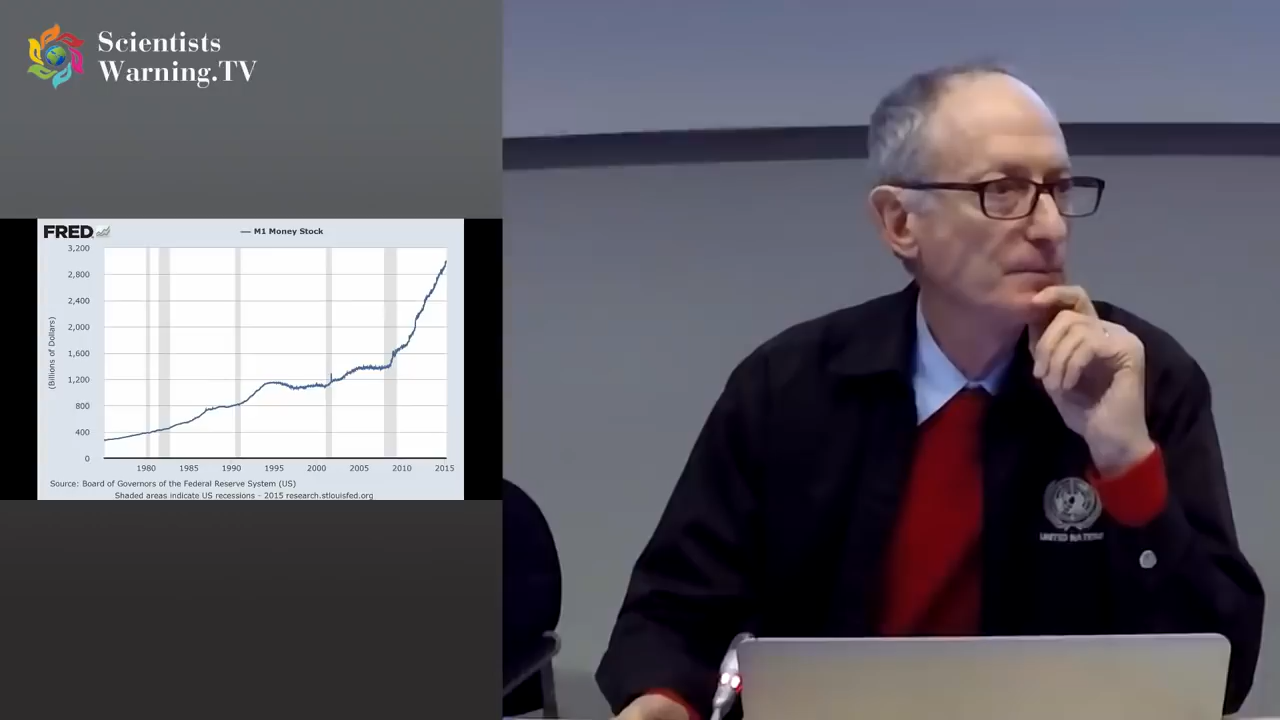 Scientists
Warning.TV
FRED
M1 Money Stock
3,200
2,800
2,400
2,000
1,600
1,200
800
400
0
(Billions of Dollars)
1980 1985 1990 1995 2000 2005 2010 2015
Source: Board of Governors of the Federal Reserve System (US)
Shaded areas indicate US recessions - 2015 research.stlouisfed.org
UNITED NATIONS